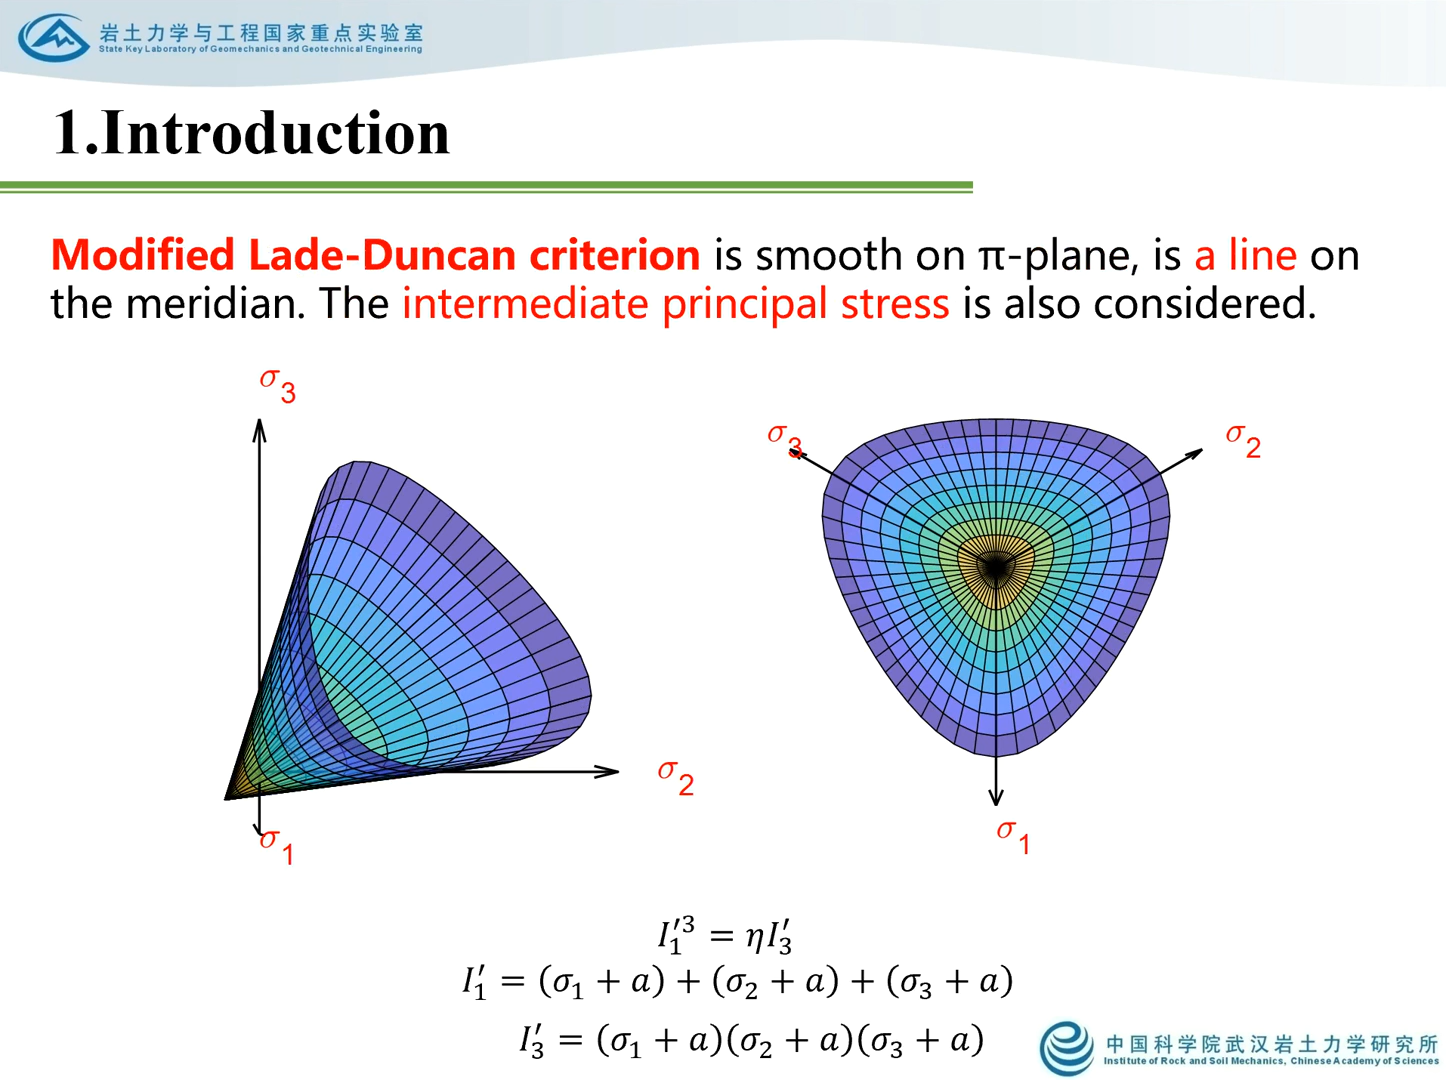 岩土力学与工程国家重点实验室
State Key Laboratory of Geomechanics and Geotechnical Engineering
1.Introduction
Modified Lade-Duncan criterion is smooth on π-plane, is a line on
the meridian. The intermediate principal stress is also considered.
σ₃
σ₂
σ₁
σ₃
σ₂
σ₁
I₁′³ = ηI₃′
I₁′ = (σ₁ + a) + (σ₂ + a) + (σ₃ + a)
I₃′ = (σ₁ + a)(σ₂ + a)(σ₃ + a)
中国科学院武汉岩土力学研究所
Institute of Rock and Soil Mechanics, Chinese Academy of Sciences